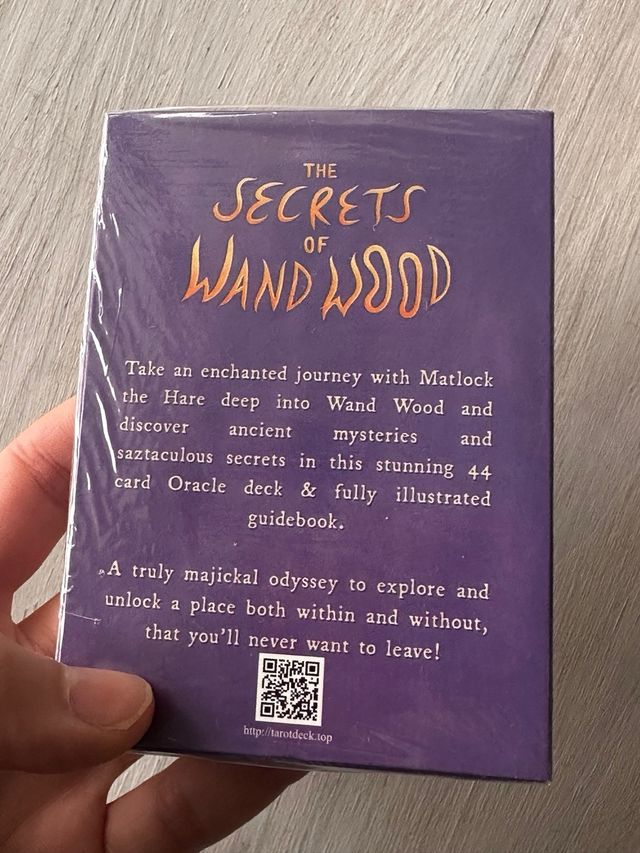 THE
SECRETS
OF
WAND WOOD
Take an enchanted journey with Matlock
the Hare deep into Wand Wood and
discover ancient mysteries and
saztaculous secrets in this stunning 44
card Oracle deck & fully illustrated
guidebook.
A truly majickal odyssey to explore and
unlock a place both within and without,
that you'll never want to leave!
http://tarotdeck.top